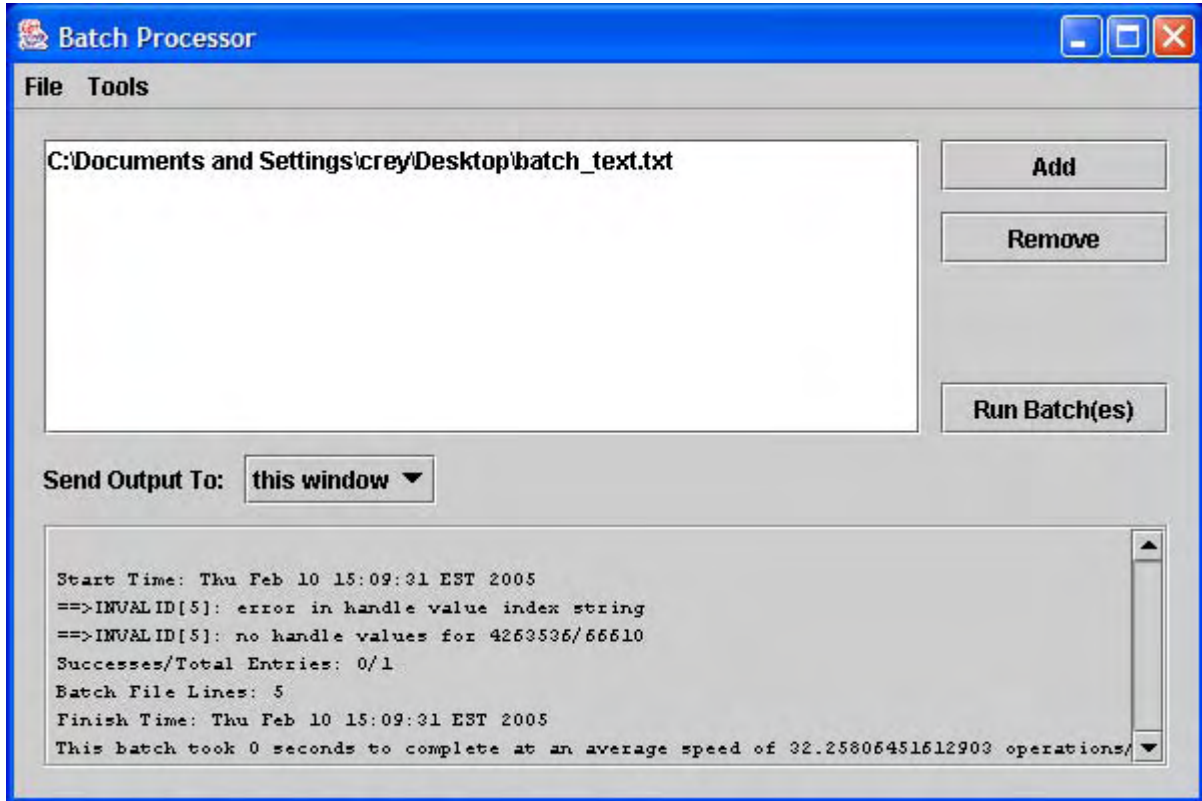 Batch Processor
File Tools
C:\Documents and Settings\crey\Desktop\batch_text.txt
Add
Remove
Run Batch(es)
Send Output To: this window
Start Time: Thu Feb 10 15:09:31 EST 2005
==>INVALID[5]: error in handle value index string
==>INVALID[5]: no handle values for 4263536/66610
Successes/Total Entries: 0/1
Batch File Lines: 5
Finish Time: Thu Feb 10 15:09:31 EST 2005
This batch took 0 seconds to complete at an average speed of 32.25806451612903 operations/